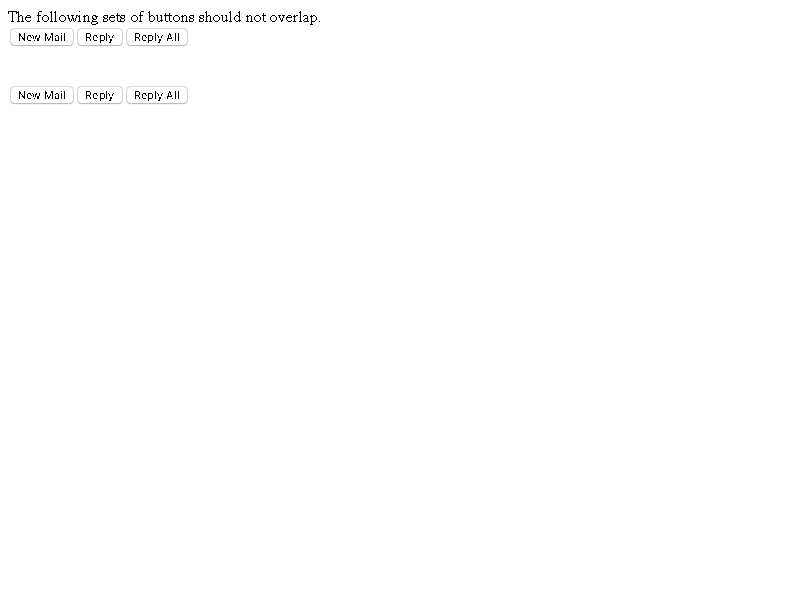 The following sets of buttons should not overlap.
New Mail Reply Reply All
New Mail Reply Reply All